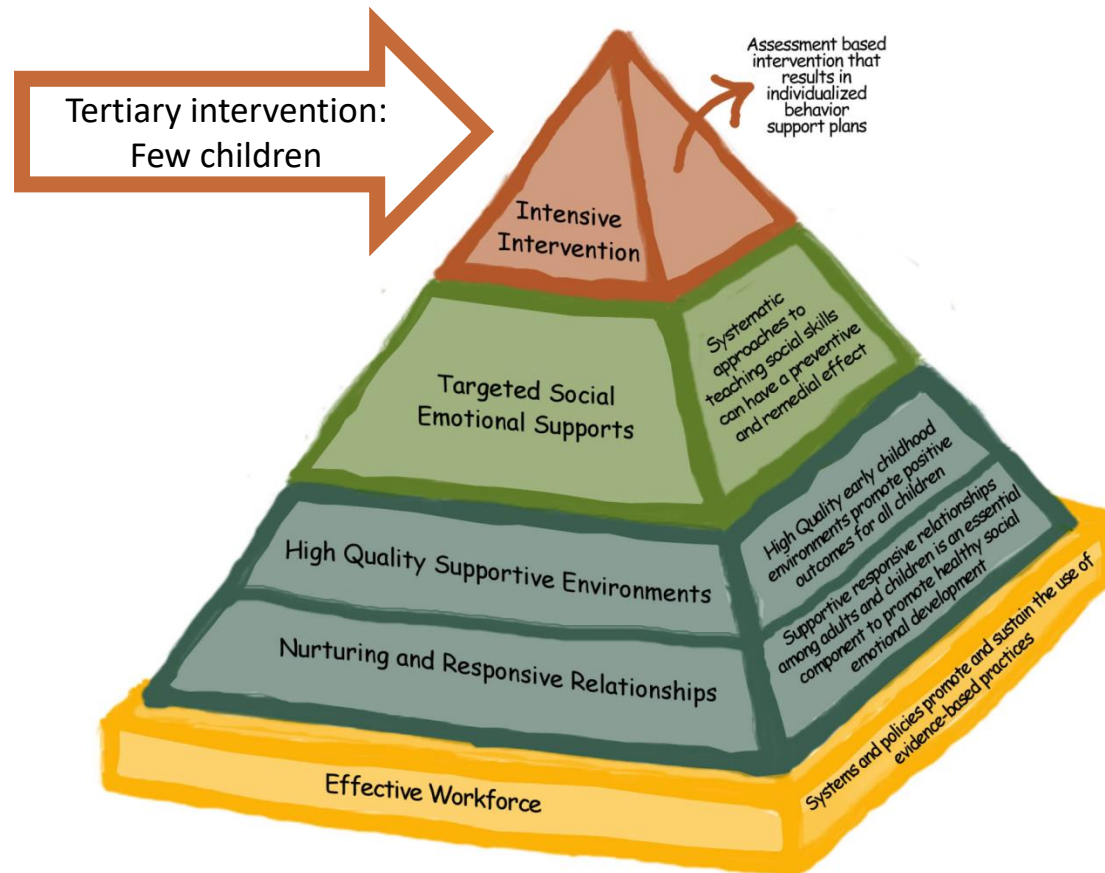 Tertiary intervention:
Few children
Assessment based
intervention that
results in
individualized
behavior
support plans
Intensive
Intervention
Targeted Social
Emotional Supports
Systematic
approaches to
teaching social skills
can have a preventive
and remedial effect
High Quality Supportive Environments
High Quality early childhood
environments promote positive
outcomes for all children
Nurturing and Responsive Relationships
Supportive responsive relationships
among adults and children is an essential
component to promote healthy social
emotional development
Effective Workforce
Systems and policies promote and sustain the use of
evidence-based practices